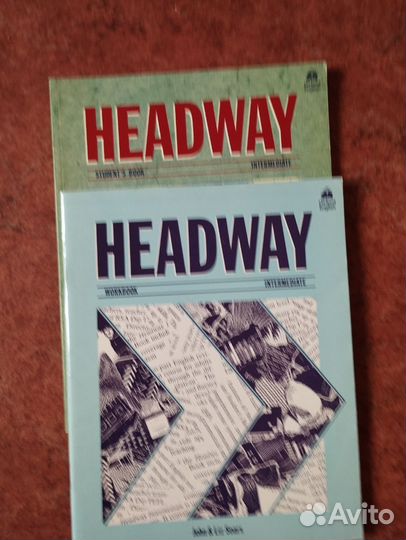 HEADWAY
STUDENT'S BOOK INTERMEDIATE
HEADWAY
WORKBOOK INTERMEDIATE
John & Liz Soars
Avito